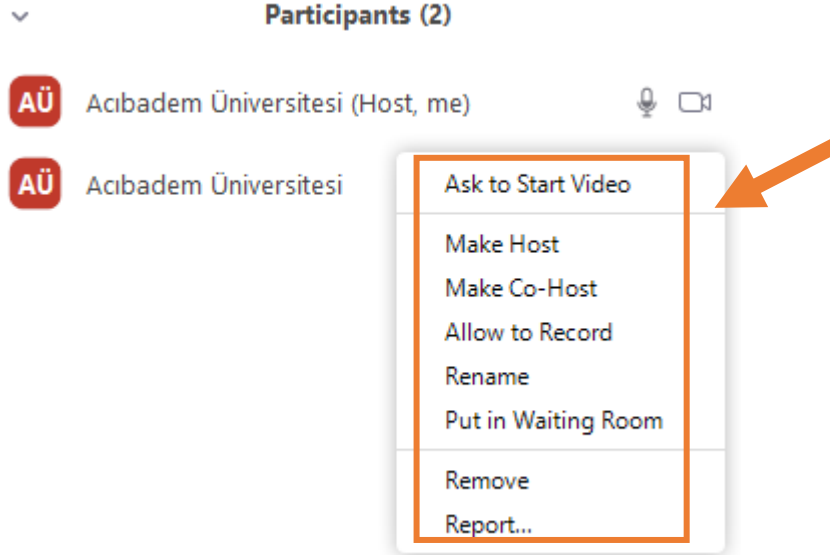 Participants (2)
AÜ Acıbadem Üniversitesi (Host, me)
AÜ Acıbadem Üniversitesi
Ask to Start Video
Make Host
Make Co-Host
Allow to Record
Rename
Put in Waiting Room
Remove
Report...